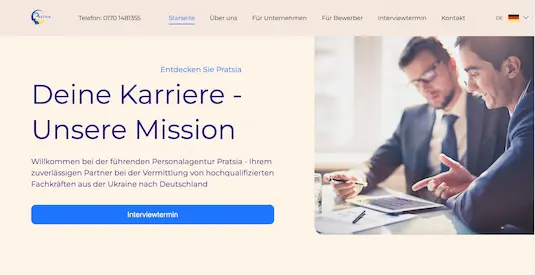 Telefon: 0170 1481355
Startseite
Über uns
Für Unternehmen
Für Bewerber
Interviewtermin
Kontakt
DE
Entdecken Sie Pratsia
Deine Karriere -
Unsere Mission
Willkommen bei der führenden Personalagentur Pratsia - Ihrem
zuverlässigen Partner bei der Vermittlung von hochqualifizierten
Fachkräften aus der Ukraine nach Deutschland
Interviewtermin